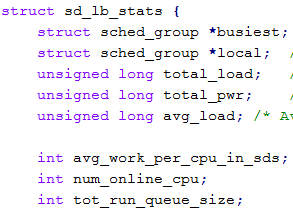 struct sd_lb_stats {
struct sched_group *busiest;
struct sched_group *local; /
unsigned long total_load; /
unsigned long total_pwr; /
unsigned long avg_load; /* Av
int avg_work_per_cpu_in_sds;
int num_online_cpu;
int tot_run_queue_size;